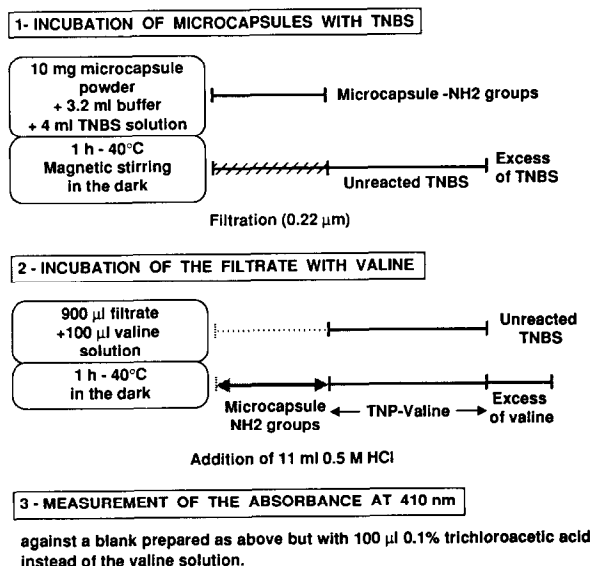 1- INCUBATION OF MICROCAPSULES WITH TNBS
10 mg microcapsule
powder
+ 3.2 ml buffer
+ 4 ml TNBS solution
Microcapsule -NH2 groups
1 h - 40°C
Magnetic stirring
in the dark
Unreacted TNBS
Excess
of TNBS
Filtration (0.22 µm)
2 - INCUBATION OF THE FILTRATE WITH VALINE
900 µl filtrate
+100 µl valine
solution
Unreacted
TNBS
1 h - 40°C
in the dark
Microcapsule
NH2 groups
TNP-Valine
Excess
of valine
Addition of 11 ml 0.5 M HCl
3 - MEASUREMENT OF THE ABSORBANCE AT 410 nm
against a blank prepared as above but with 100 µl 0.1% trichloroacetic acid
instead of the valine solution.